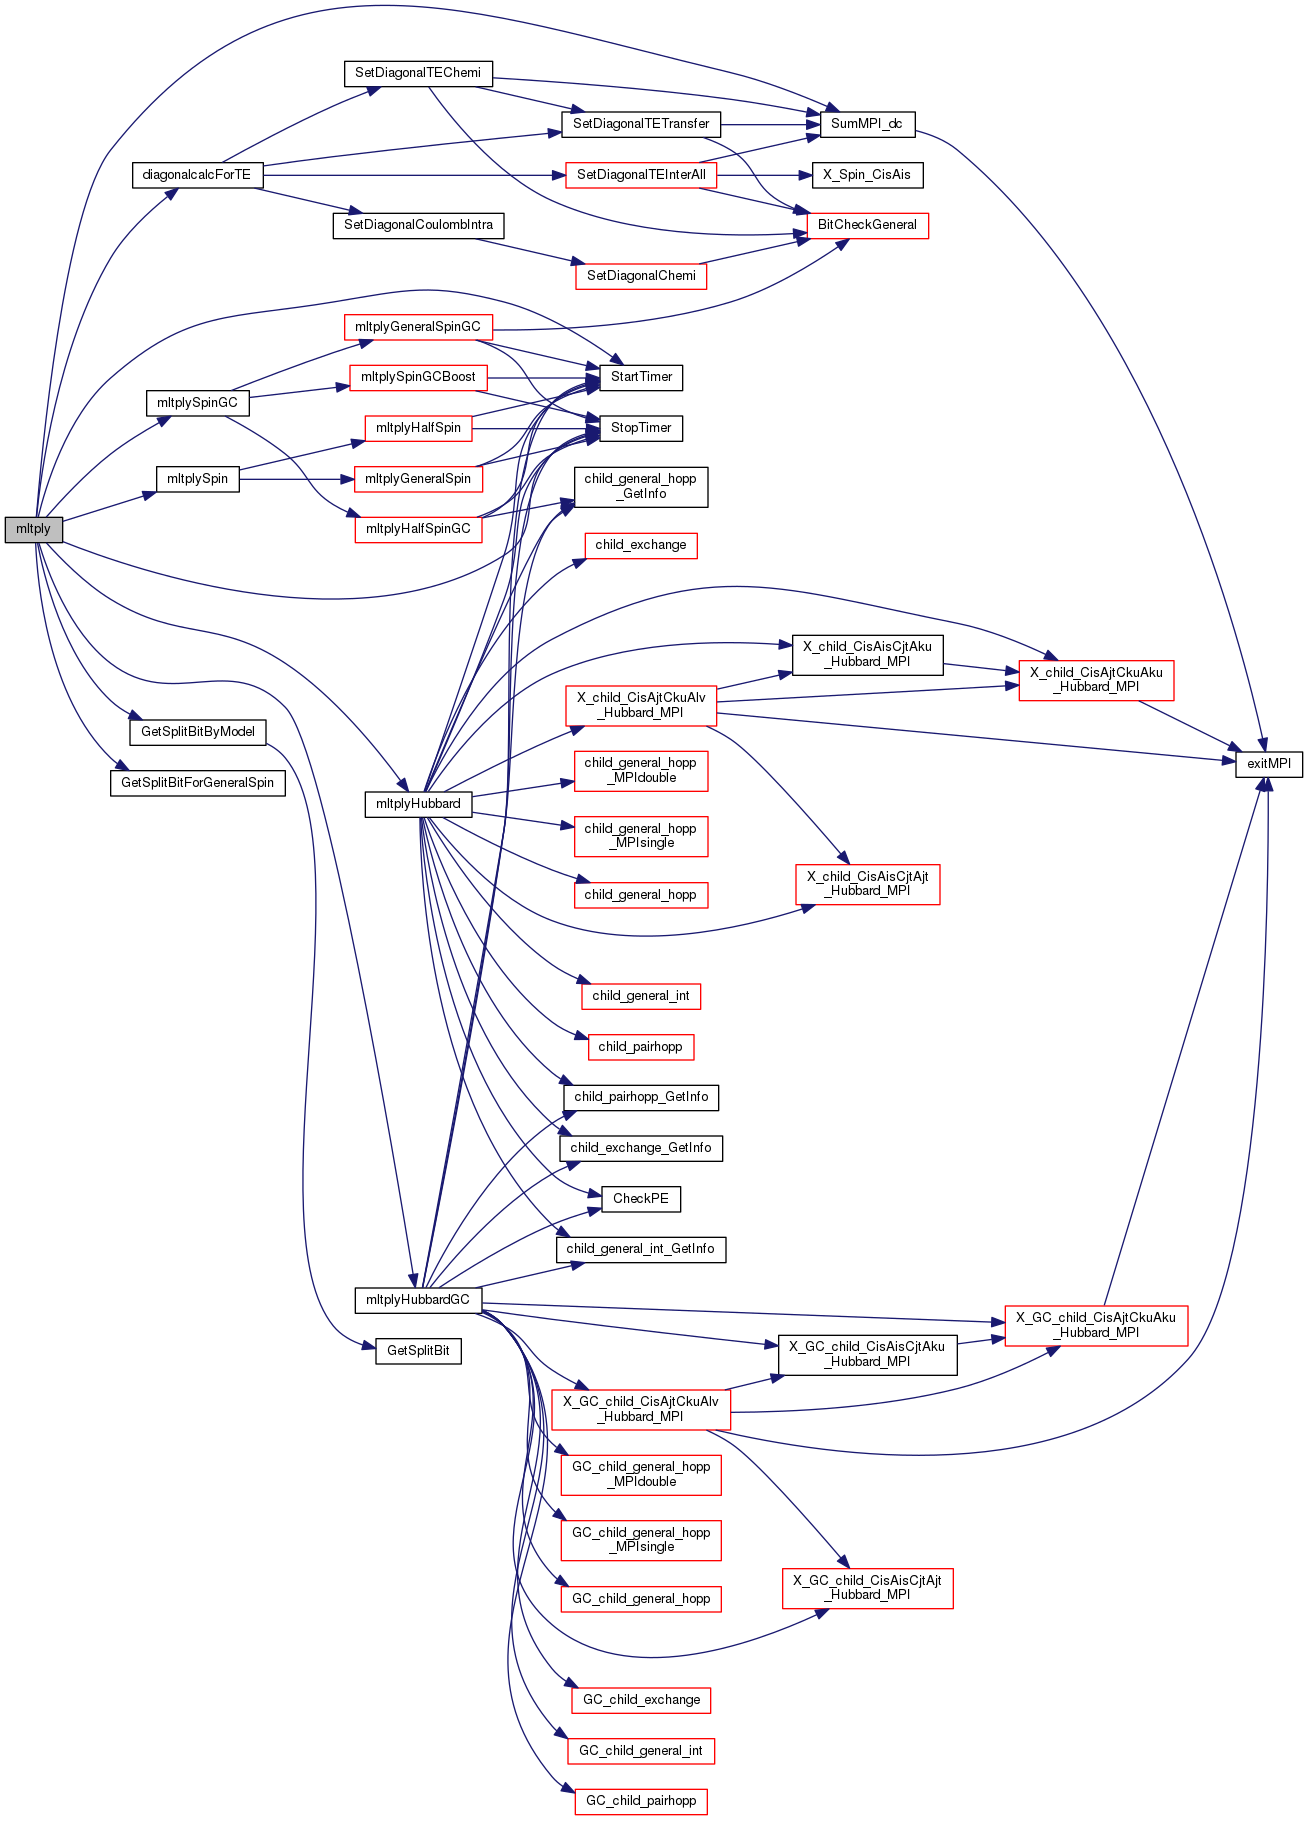 SetDiagonalTEChemi
SetDiagonalTETransfer
SumMPI_dc
diagonalcalcForTE
SetDiagonalTEInterAll
X_Spin_CisAis
SetDiagonalCoulombIntra
BitCheckGeneral
SetDiagonalChemi
mltplyGeneralSpinGC
mltplySpinGCBoost
StartTimer
mltplySpinGC
mltplyHalfSpin
StopTimer
mltplySpin
mltplyGeneralSpin
child_general_hopp
_GetInfo
mltply
mltplyHalfSpinGC
child_exchange
X_child_CisAisCjtAku
_Hubbard_MPI
X_child_CisAjtCkuAku
_Hubbard_MPI
X_child_CisAjtCkuAlv
_Hubbard_MPI
GetSplitBitByModel
exitMPI
child_general_hopp
_MPIdouble
GetSplitBitForGeneralSpin
mltplyHubbard
child_general_hopp
_MPIsingle
X_child_CisAisCjtAjt
_Hubbard_MPI
child_general_hopp
child_general_int
child_pairhopp
child_pairhopp_GetInfo
child_exchange_GetInfo
CheckPE
child_general_int_GetInfo
mltplyHubbardGC
X_GC_child_CisAjtCkuAku
_Hubbard_MPI
GetSplitBit
X_GC_child_CisAisCjtAku
_Hubbard_MPI
X_GC_child_CisAjtCkuAlv
_Hubbard_MPI
GC_child_general_hopp
_MPIdouble
GC_child_general_hopp
_MPIsingle
X_GC_child_CisAisCjtAjt
_Hubbard_MPI
GC_child_general_hopp
GC_child_exchange
GC_child_general_int
GC_child_pairhopp